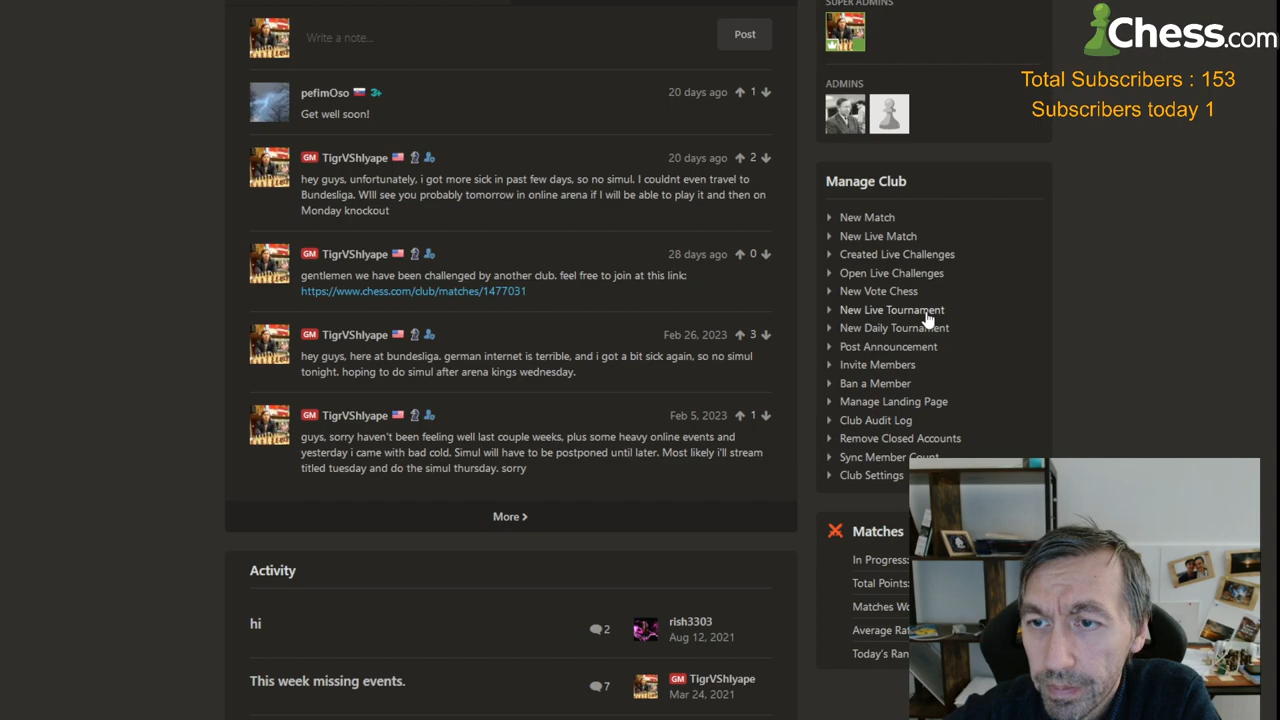 SUPER ADMINS
Chess.com
Total Subscribers : 153
Subscribers today 1
Write a note...
Post
ADMINS
pefimOso 3+
20 days ago 1
Get well soon!
GM TigrVShlyape
20 days ago 2
hey guys, unfortunately, i got more sick in past few days, so no simul. I couldnt even travel to
Bundesliga. WIll see you probably tomorrow in online arena if I will be able to play it and then on
Monday knockout
GM TigrVShlyape
28 days ago 0
gentlemen we have been challenged by another club. feel free to join at this link:
https://www.chess.com/club/matches/1477031
GM TigrVShlyape
Feb 26, 2023 3
hey guys, here at bundesliga. german internet is terrible, and i got a bit sick again, so no simul
tonight. hoping to do simul after arena kings wednesday.
GM TigrVShlyape
Feb 5, 2023 1
guys, sorry haven't been feeling well last couple weeks, plus some heavy online events and
yesterday i came with bad cold. Simul will have to be postponed until later. Most likely i'll stream
titled tuesday and do the simul thursday. sorry
More
Activity
hi
2
rish3303
Aug 12, 2021
This week missing events.
7
GM TigrVShlyape
Mar 24, 2021
Manage Club
New Match
New Live Match
Created Live Challenges
Open Live Challenges
New Vote Chess
New Live Tournament
New Daily Tournament
Post Announcement
Invite Members
Ban a Member
Manage Landing Page
Club Audit Log
Remove Closed Accounts
Sync Member Count
Club Settings
Matches
In Progress:
Total Points:
Matches Wo
Average Rat
Today's Ran